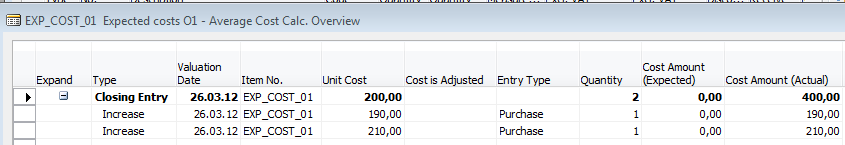 EXP_COST_01 Expected costs O1 - Average Cost Calc. Overview
Expand Type Valuation Date Item No. Unit Cost Cost is Adjusted Entry Type Quantity Cost Amount (Expected) Cost Amount (Actual)
Closing Entry 26.03.12 EXP_COST_01 200,00 2 0,00 400,00
Increase 26.03.12 EXP_COST_01 190,00 Purchase 1 0,00 190,00
Increase 26.03.12 EXP_COST_01 210,00 Purchase 1 0,00 210,00